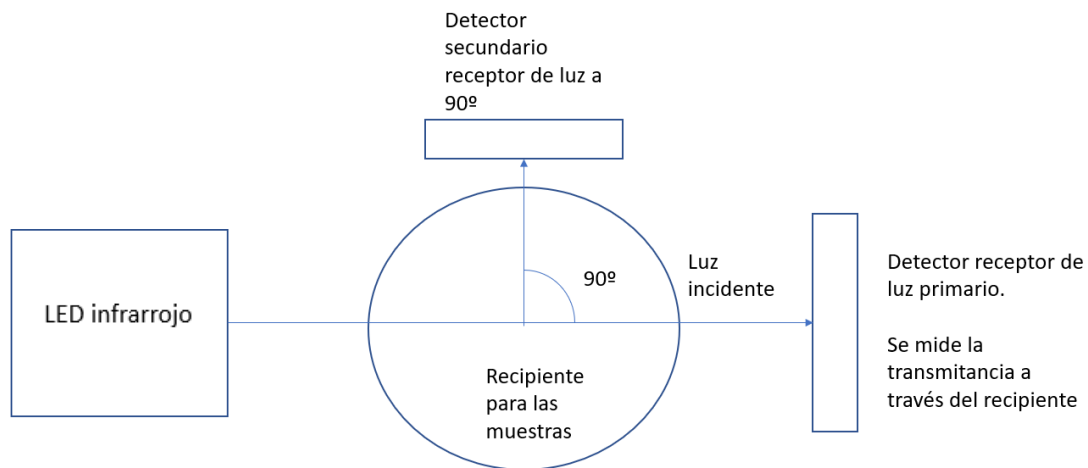 Detector
secundario
receptor de luz a
90º
LED infrarrojo
90º
Luz
incidente
Recipiente
para las
muestras
Detector receptor de
luz primario.
Se mide la
transmitancia a
través del recipiente